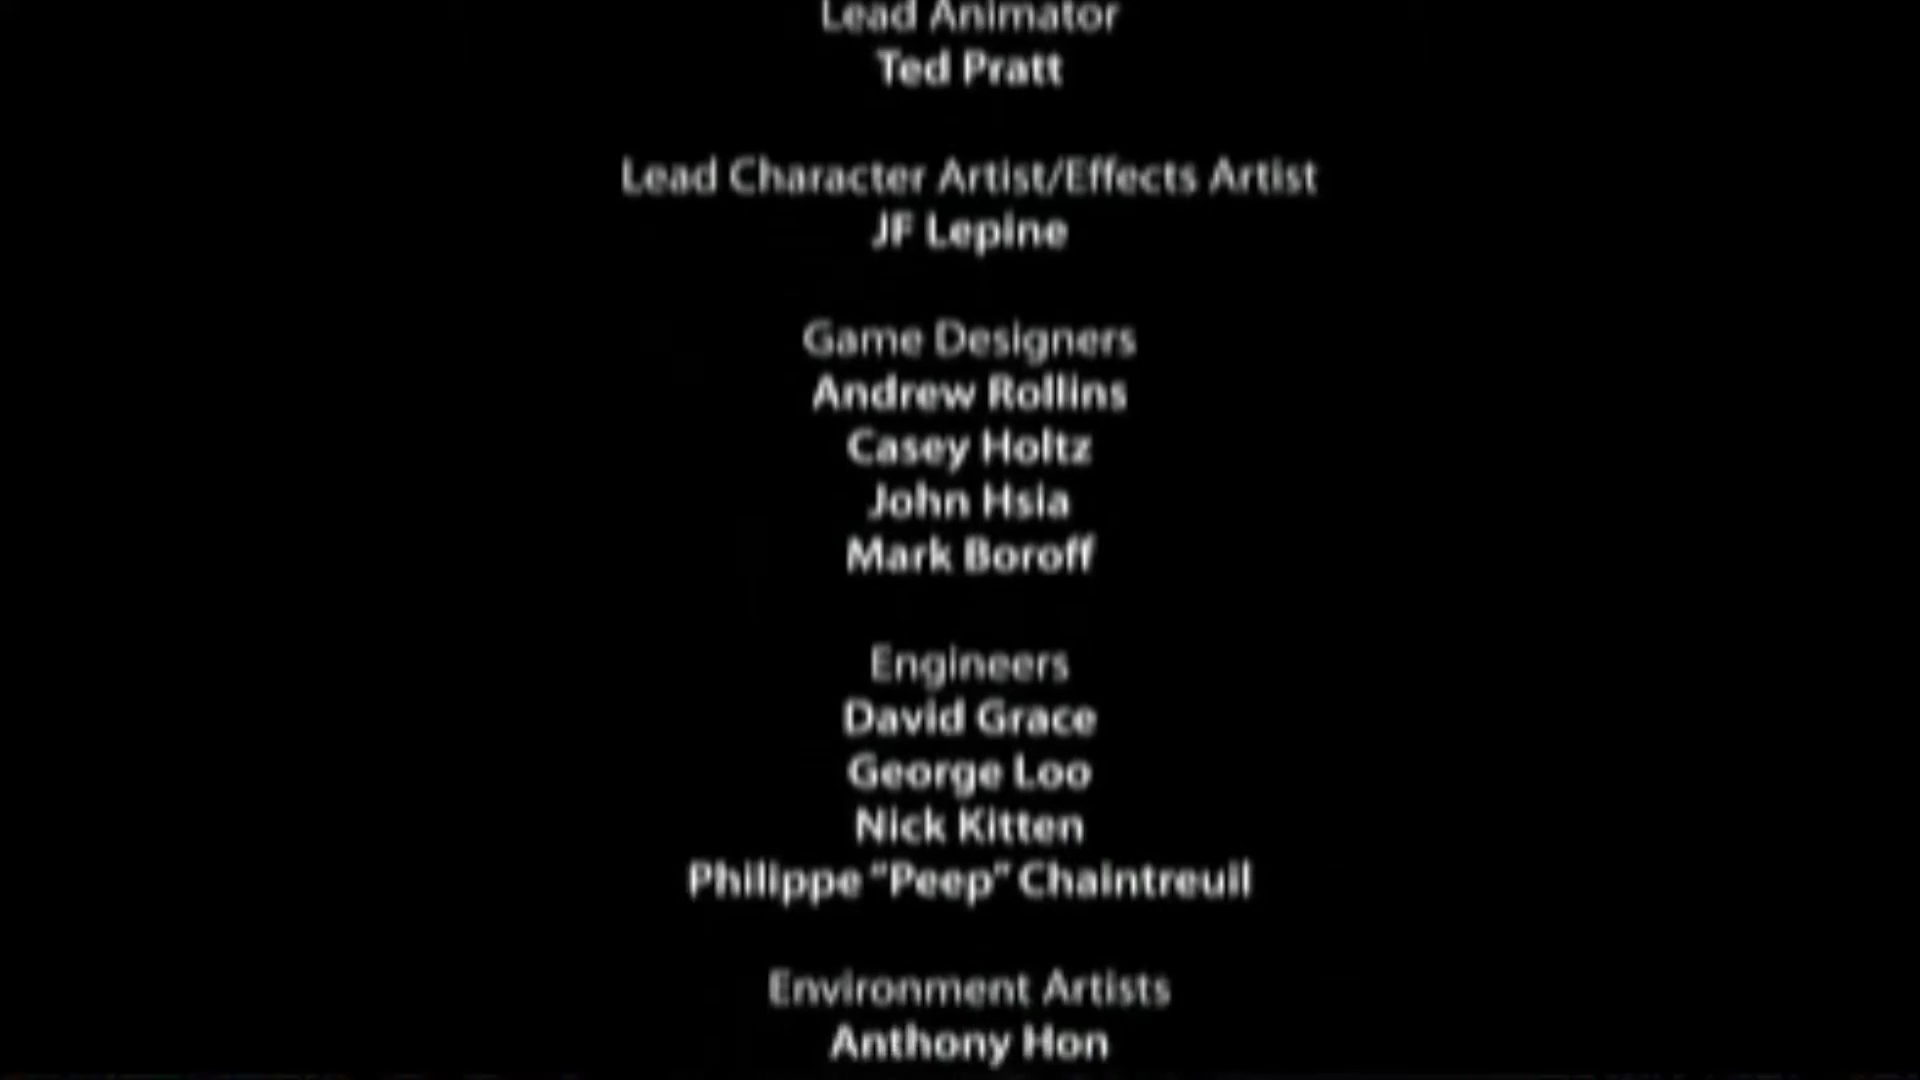 Lead Animator
Ted Pratt
Lead Character Artist/Effects Artist
JF Lepine
Game Designers
Andrew Rollins
Casey Holtz
John Hsia
Mark Boroff
Engineers
David Grace
George Loo
Nick Kitten
Philippe “Peep” Chaintreuil
Environment Artists
Anthony Hon